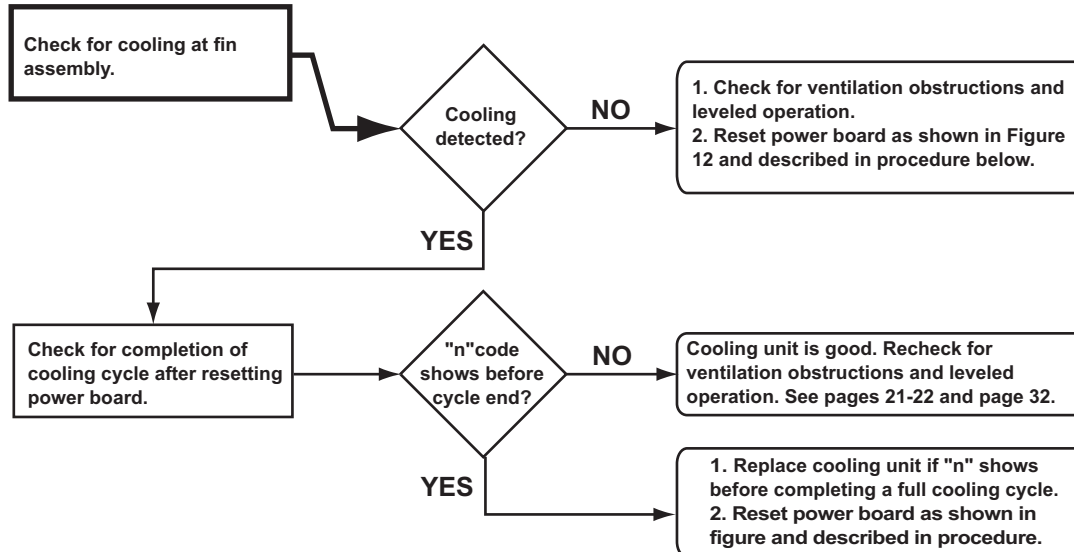 Check for cooling at fin
assembly.
Cooling
detected?
NO
1. Check for ventilation obstructions and
leveled operation.
2. Reset power board as shown in Figure
12 and described in procedure below.
YES
Check for completion of
cooling cycle after resetting
power board.
"n"code
shows before
cycle end?
NO
Cooling unit is good. Recheck for
ventilation obstructions and leveled
operation. See pages 21-22 and page 32.
YES
1. Replace cooling unit if "n" shows
before completing a full cooling cycle.
2. Reset power board as shown in
figure and described in procedure.